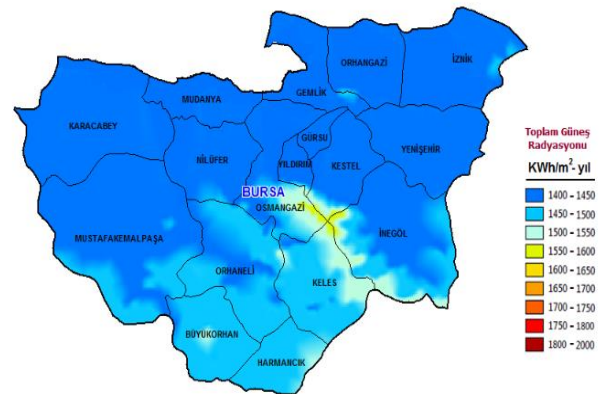 ORHANGAZİ
İZNİK
GEMLİK
MUDANYA
KARACABEY
GÜRSU
NİLÜFER
YILDIRIM
KESTEL
YENİŞEHİR
BURSA
OSMANGAZİ
MUSTAFAKEMALPAŞA
İNEGÖL
ORHANELİ
KELES
BÜYÜKORHAN
HARMANCIK
Toplam Güneş
Radyasyonu
KWh/m²- yıl
1400 - 1450
1450 - 1500
1500 - 1550
1550 - 1600
1600 - 1650
1650 - 1700
1700 - 1750
1750 - 1800
1800 - 2000